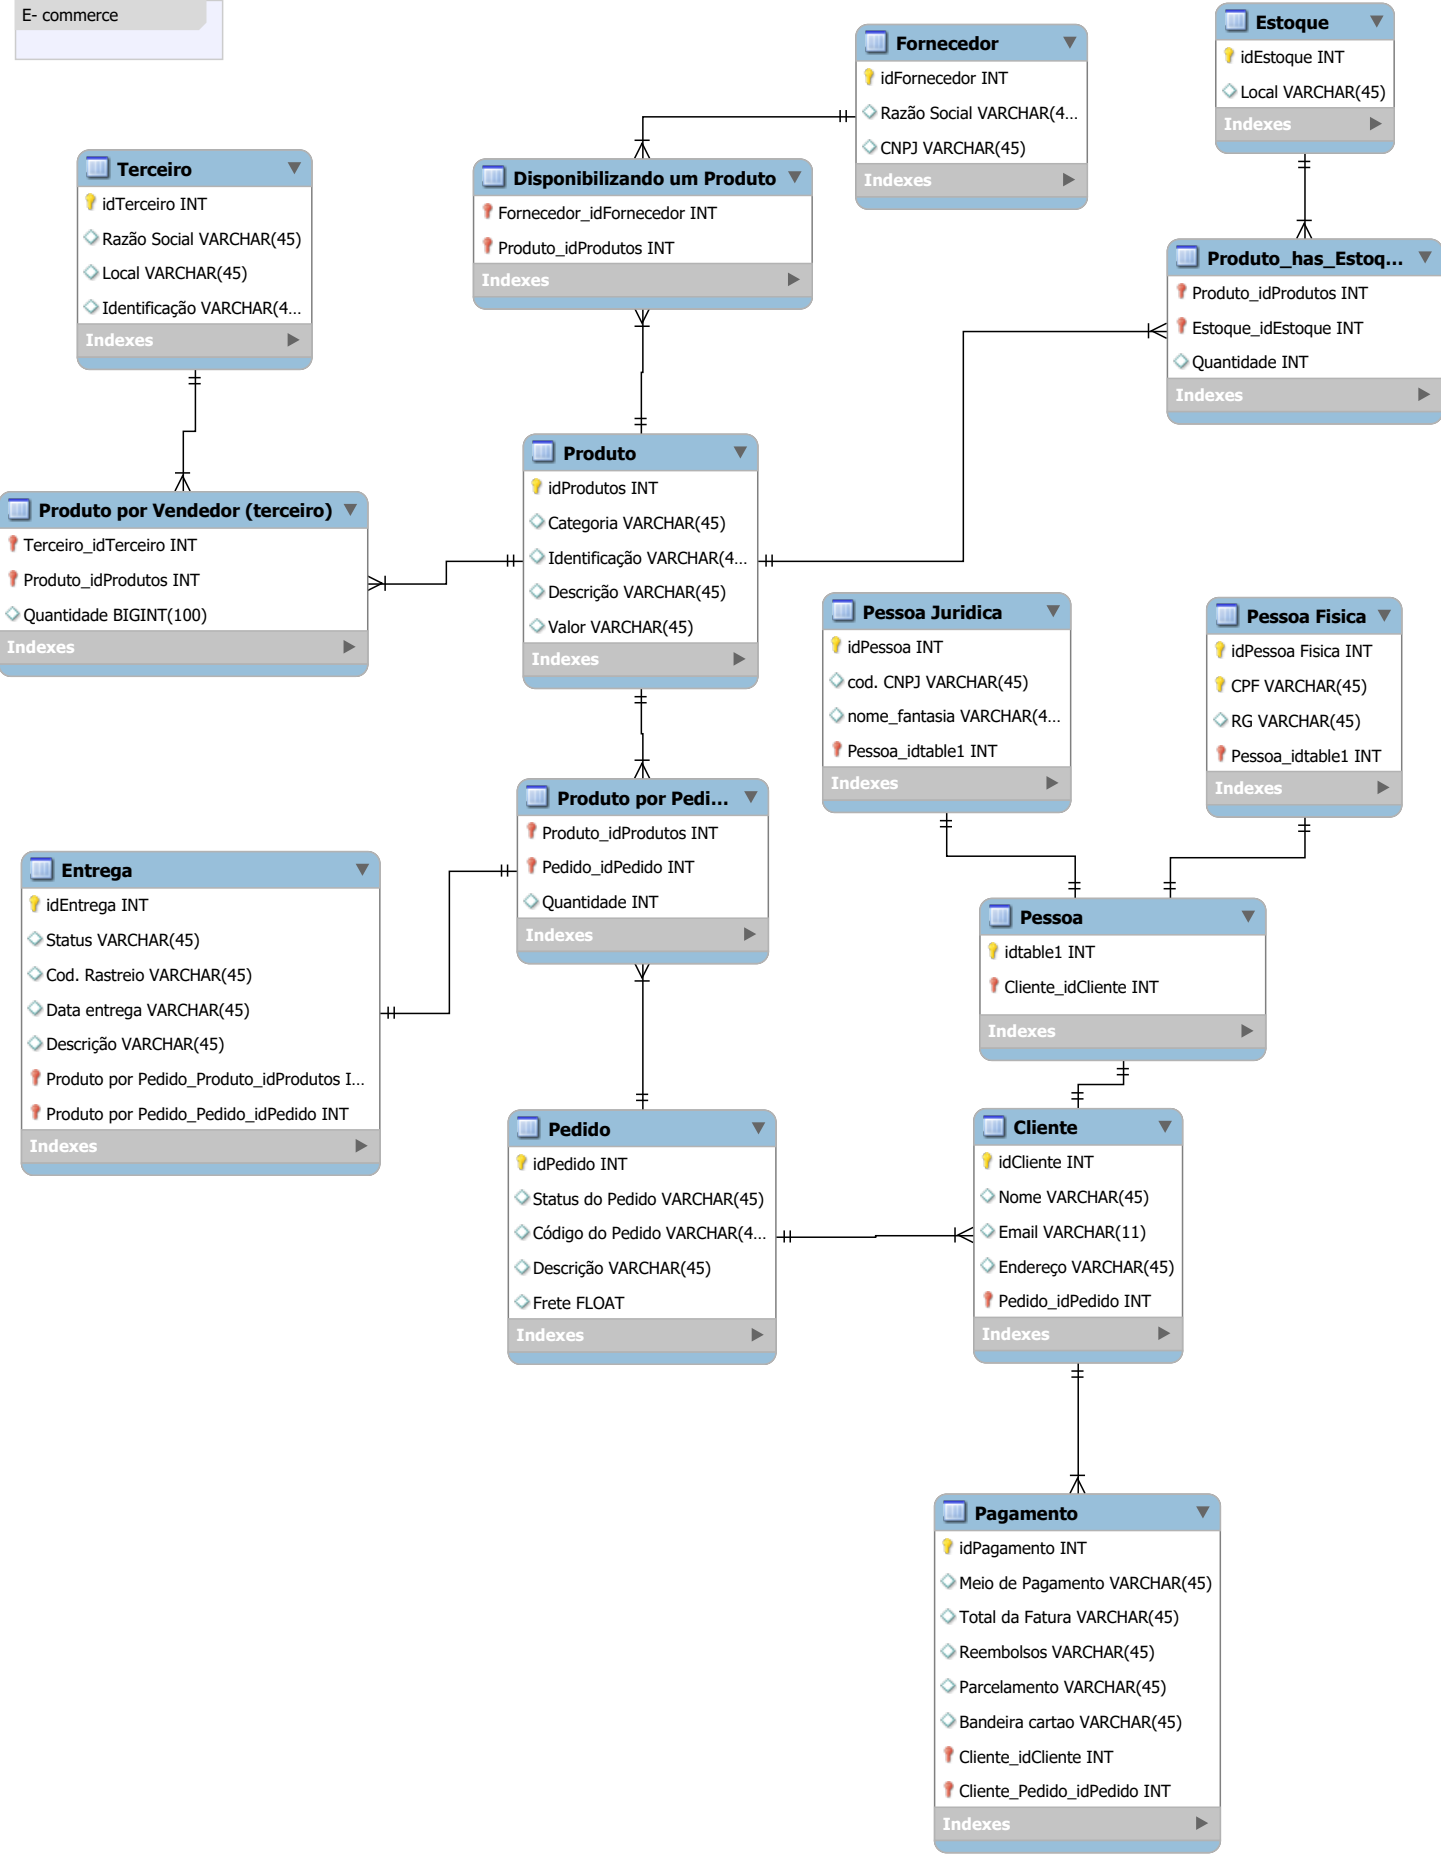 E- commerce
Estoque
idEstoque INT
Local VARCHAR(45)
Indexes
Fornecedor
idFornecedor INT
Razão Social VARCHAR(4...
CNPJ VARCHAR(45)
Indexes
Terceiro
idTerceiro INT
Razão Social VARCHAR(45)
Local VARCHAR(45)
Identificação VARCHAR(4...
Indexes
Disponibilizando um Produto
Fornecedor_idFornecedor INT
Produto_idProdutos INT
Indexes
Produto_has_Estoq...
Produto_idProdutos INT
Estoque_idEstoque INT
Quantidade INT
Indexes
Produto por Vendedor (terceiro)
Terceiro_idTerceiro INT
Produto_idProdutos INT
Quantidade BIGINT(100)
Indexes
Produto
idProdutos INT
Categoria VARCHAR(45)
Identificação VARCHAR(4...
Descrição VARCHAR(45)
Valor VARCHAR(45)
Indexes
Pessoa Juridica
idPessoa INT
cod. CNPJ VARCHAR(45)
nome_fantasia VARCHAR(4...
Pessoa_idtable1 INT
Indexes
Pessoa Fisica
idPessoa Fisica INT
CPF VARCHAR(45)
RG VARCHAR(45)
Pessoa_idtable1 INT
Indexes
Produto por Pedi...
Produto_idProdutos INT
Pedido_idPedido INT
Quantidade INT
Indexes
Entrega
idEntrega INT
Status VARCHAR(45)
Cod. Rastreio VARCHAR(45)
Data entrega VARCHAR(45)
Descrição VARCHAR(45)
Produto por Pedido_Produto_idProdutos I...
Produto por Pedido_Pedido_idPedido INT
Indexes
Pessoa
idtable1 INT
Cliente_idCliente INT
Indexes
Pedido
idPedido INT
Status do Pedido VARCHAR(45)
Código do Pedido VARCHAR(4...
Descrição VARCHAR(45)
Frete FLOAT
Indexes
Cliente
idCliente INT
Nome VARCHAR(45)
Email VARCHAR(11)
Endereço VARCHAR(45)
Pedido_idPedido INT
Indexes
Pagamento
idPagamento INT
Meio de Pagamento VARCHAR(45)
Total da Fatura VARCHAR(45)
Reembolsos VARCHAR(45)
Parcelamento VARCHAR(45)
Bandeira cartao VARCHAR(45)
Cliente_idCliente INT
Cliente_Pedido_idPedido INT
Indexes